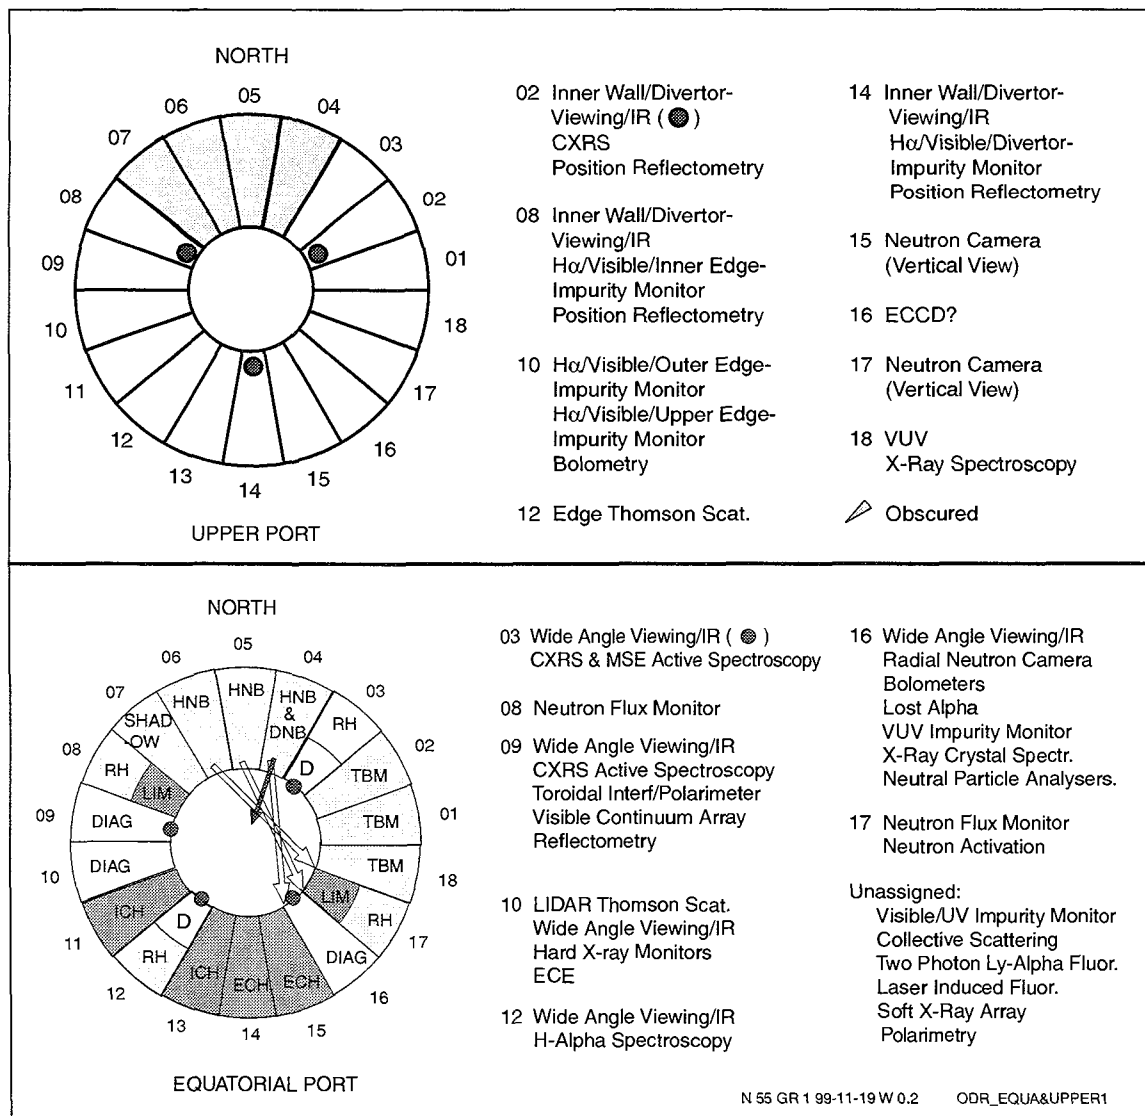 NORTH
05
06
04
07
03
08
02
09
01
10
18
11
17
12
16
13
15
14
UPPER PORT
02 Inner Wall/Divertor-
Viewing/IR ( )
CXRS
Position Reflectometry
08 Inner Wall/Divertor-
Viewing/IR
Hα/Visible/Inner Edge-
Impurity Monitor
Position Reflectometry
10 Hα/Visible/Outer Edge-
Impurity Monitor
Hα/Visible/Upper Edge-
Impurity Monitor
Bolometry
12 Edge Thomson Scat.
14 Inner Wall/Divertor-
Viewing/IR
Hα/Visible/Divertor-
Impurity Monitor
Position Reflectometry
15 Neutron Camera
(Vertical View)
16 ECCD?
17 Neutron Camera
(Vertical View)
18 VUV
X-Ray Spectroscopy
Obscured
NORTH
05
06
04
07
03
08
02
09
01
10
18
11
17
12
16
13
15
14
HNB
HNB
HNB
&
DNB
SHAD
-OW
RH
D
RH
LIM
TBM
DIAG
TBM
DIAG
TBM
ICH
LIM
RH
D
RH
DIAG
ICH
ECH
ECH
EQUATORIAL PORT
03 Wide Angle Viewing/IR ( )
CXRS & MSE Active Spectroscopy
08 Neutron Flux Monitor
09 Wide Angle Viewing/IR
CXRS Active Spectroscopy
Toroidal Interf/Polarimeter
Visible Continuum Array
Reflectometry
10 LIDAR Thomson Scat.
Wide Angle Viewing/IR
Hard X-ray Monitors
ECE
12 Wide Angle Viewing/IR
H-Alpha Spectroscopy
16 Wide Angle Viewing/IR
Radial Neutron Camera
Bolometers
Lost Alpha
VUV Impurity Monitor
X-Ray Crystal Spectr.
Neutral Particle Analysers.
17 Neutron Flux Monitor
Neutron Activation
Unassigned:
Visible/UV Impurity Monitor
Collective Scattering
Two Photon Ly-Alpha Fluor.
Laser Induced Fluor.
Soft X-Ray Array
Polarimetry
N 55 GR 1 99-11-19 W 0.2 ODR_EQUA&UPPER1